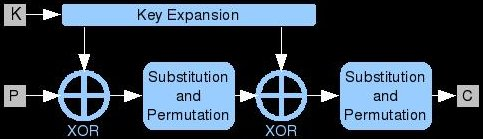 K
Key Expansion
P
XOR
Substitution
and
Permutation
XOR
Substitution
and
Permutation
C